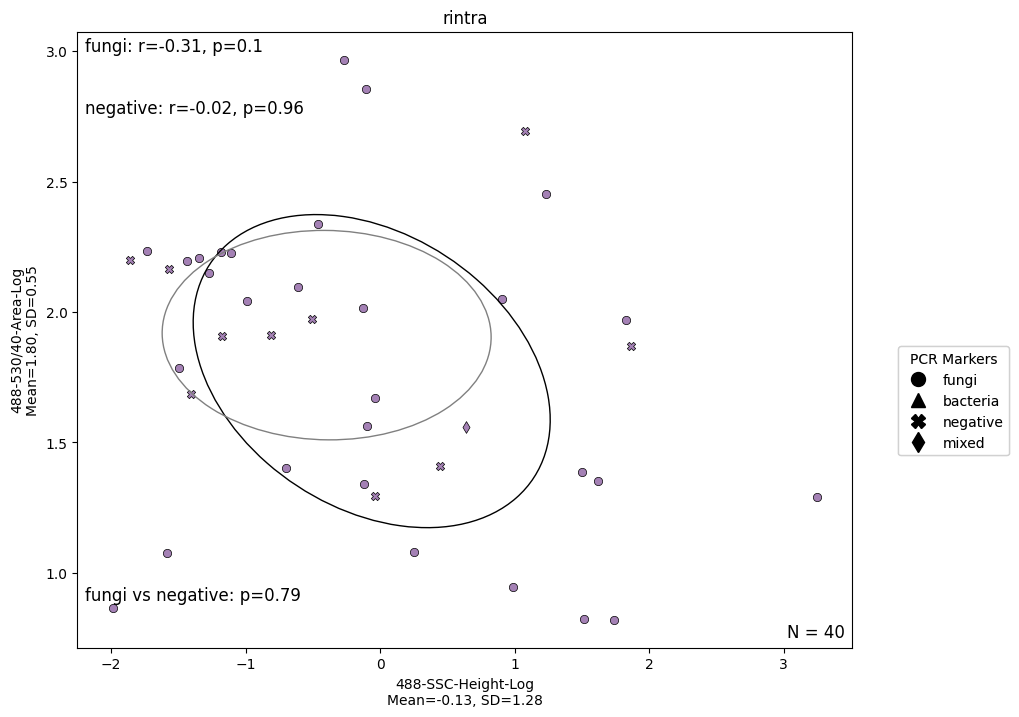 rintra
fungi: r=-0.31, p=0.1
negative: r=-0.02, p=0.96
fungi vs negative: p=0.79
N = 40
488-530/40-Area-Log
Mean=1.80, SD=0.55
3.0
2.5
2.0
1.5
1.0
−2
−1
0
1
2
3
488-SSC-Height-Log
Mean=-0.13, SD=1.28
PCR Markers
fungi
bacteria
negative
mixed